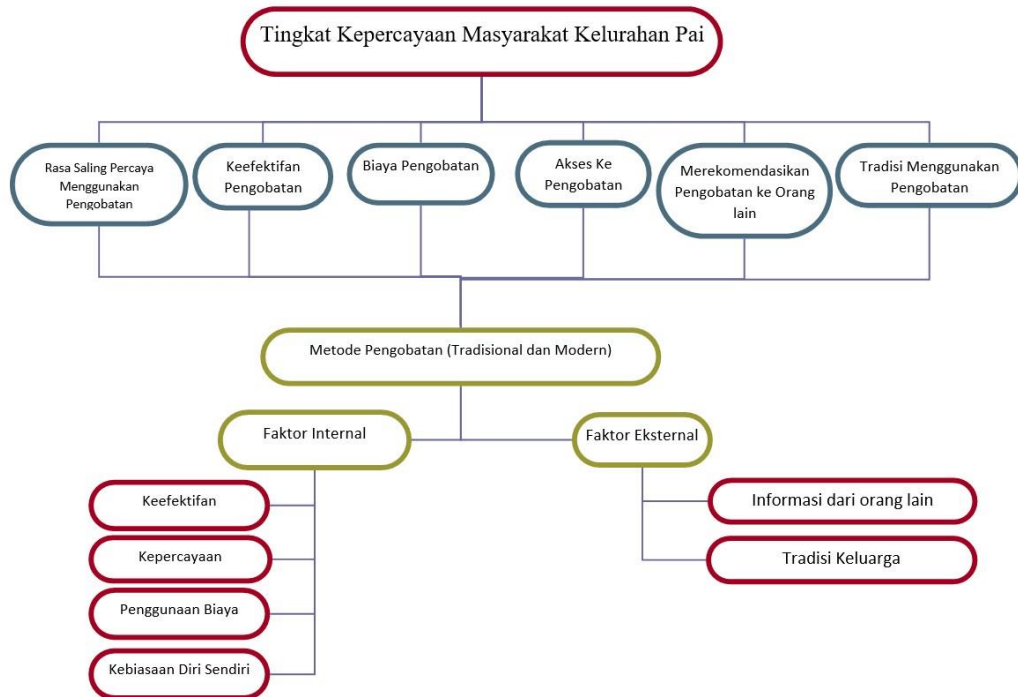 Tingkat Kepercayaan Masyarakat Kelurahan Pai
Rasa Saling Percaya
Menggunakan
Pengobatan
Keefektifan
Pengobatan
Biaya Pengobatan
Akses Ke
Pengobatan
Merekomendasikan
Pengobatan ke Orang
lain
Tradisi Menggunakan
Pengobatan
Metode Pengobatan (Tradisional dan Modern)
Faktor Internal
Faktor Eksternal
Keefektifan
Kepercayaan
Penggunaan Biaya
Kebiasaan Diri Sendiri
Informasi dari orang lain
Tradisi Keluarga